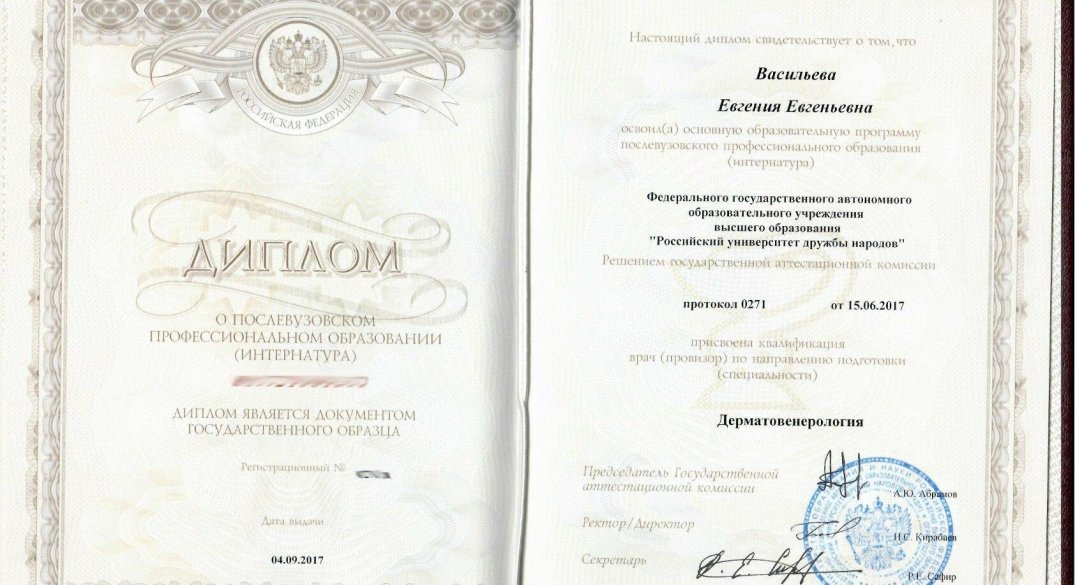 РОССИЙСКАЯ ФЕДЕРАЦИЯ
ДИПЛОМ
О ПОСЛЕВУЗОВСКОМ
ПРОФЕССИОНАЛЬНОМ ОБРАЗОВАНИИ
(ИНТЕРНАТУРА)
ДИПЛОМ ЯВЛЯЕТСЯ ДОКУМЕНТОМ
ГОСУДАРСТВЕННОГО ОБРАЗЦА
Регистрационный №
Дата выдачи
04.09.2017
Настоящий диплом свидетельствует о том, что
Васильева
Евгения Евгеньевна
освоил(а) основную образовательную программу
послевузовского профессионального образования
(интернатура)
Федерального государственного автономного
образовательного учреждения
высшего образования
"Российский университет дружбы народов"
Решением государственной аттестационной комиссии
протокол 0271 от 15.06.2017
присвоена квалификация
врач (провизор) по направлению подготовки
(специальности)
Дерматовенерология
Председатель Государственной
аттестационной комиссии
А.Ю. Абрамов
Ректор/Директор
Н.С. Кирабаев
Секретарь
Р.Е. Сафир